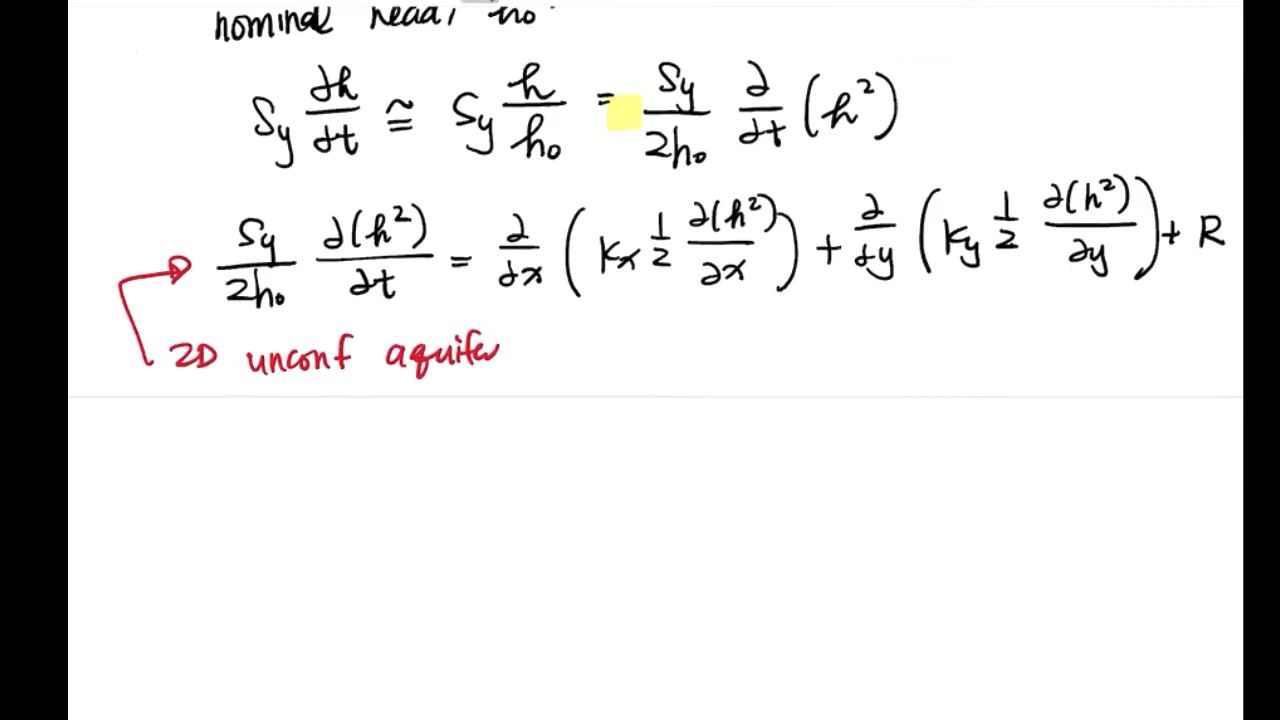 nominal head, ho.
Sy ∂h/∂t ≅ Sy h/h₀ = Sy/2h₀ ∂/∂t (h²)
Sy/2h₀ ∂(h²)/∂t = ∂/∂x (Kx 1/2 ∂(h²)/∂x) + ∂/∂y (Ky 1/2 ∂(h²)/∂y) + R
2D unconf aquifer